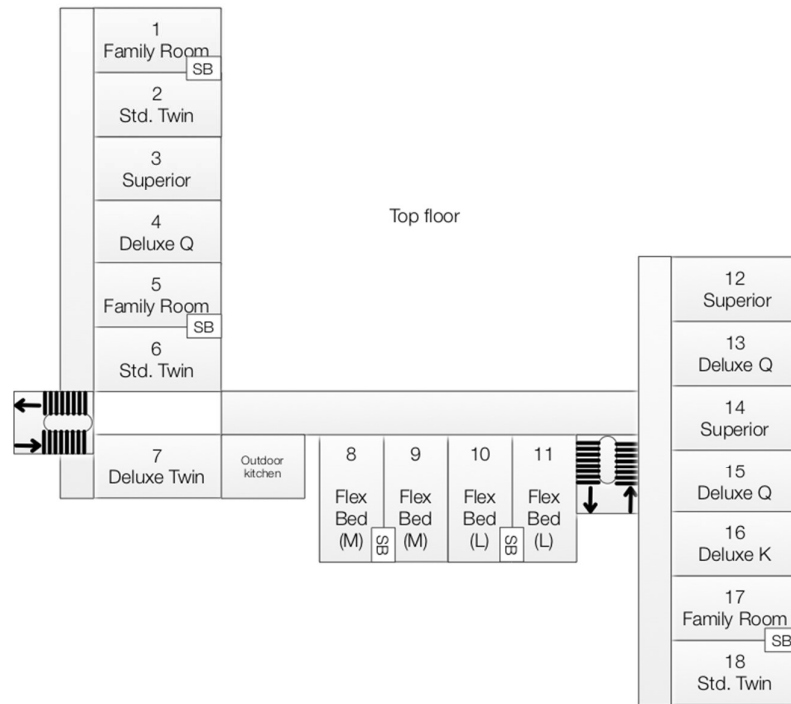 1
Family Room
SB
2
Std. Twin
3
Superior
4
Deluxe Q
5
Family Room
SB
6
Std. Twin
7
Deluxe Twin
Outdoor
kitchen
Top floor
8
Flex
Bed
(M)
SB
9
Flex
Bed
(M)
10
Flex
Bed
(L)
SB
11
Flex
Bed
(L)
12
Superior
13
Deluxe Q
14
Superior
15
Deluxe Q
16
Deluxe K
17
Family Room
SB
18
Std. Twin